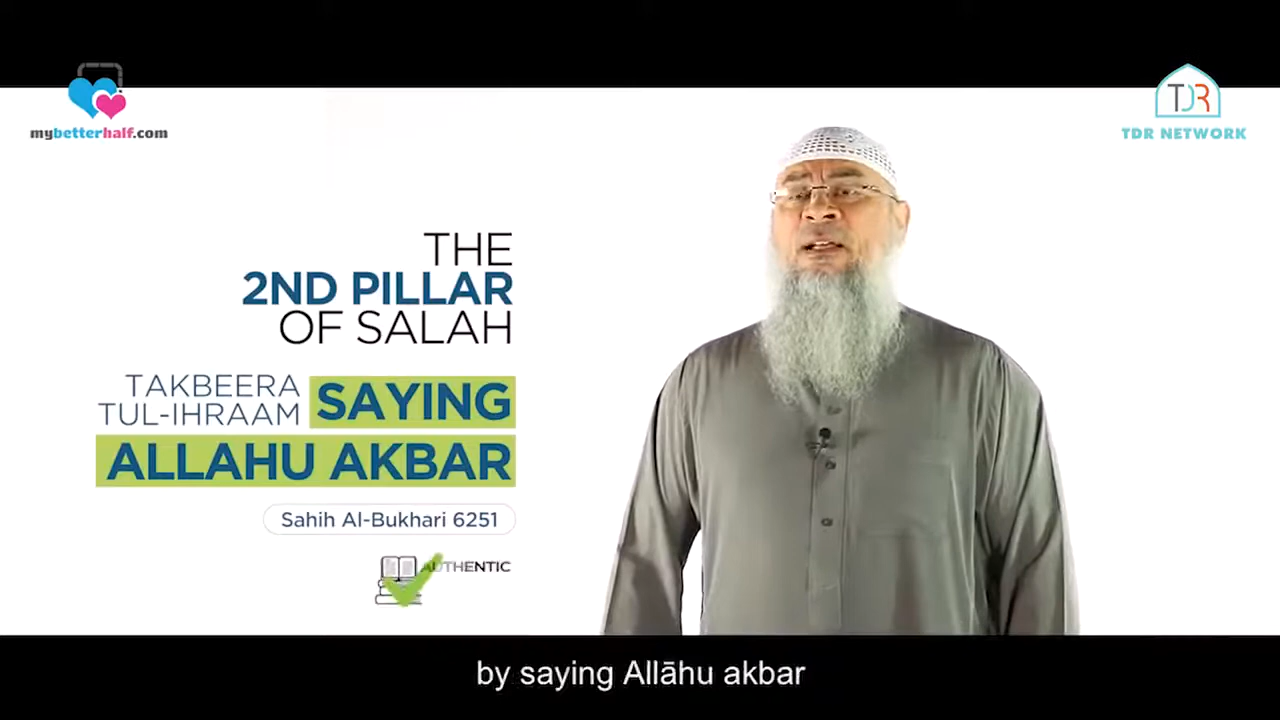 mybetterhalf.com
TDR
TDR NETWORK
THE
2ND PILLAR
OF SALAH
TAKBEERA
TUL-IHRAAM
SAYING
ALLAHU AKBAR
Sahih Al-Bukhari 6251
AUTHENTIC
by saying Allāhu akbar